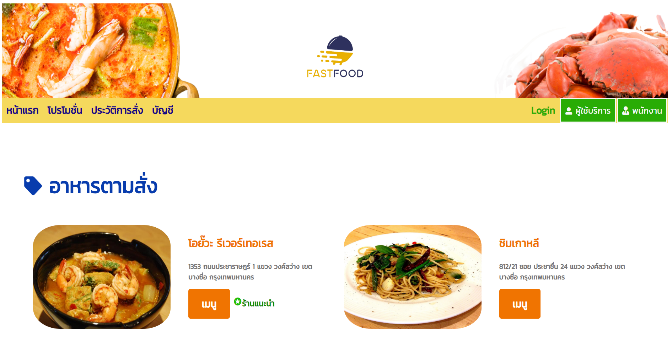 FASTFOOD
หน้าแรก โปรโมชั่น ประวัติการสั่ง บัญชี Login ผู้ใช้บริการ พนักงาน
อาหารตามสั่ง
โอยั๊วะ รีเวอร์เทอเรส
1353 ถนนประชาราษฎร์ 1 แขวง วงศ์สว่าง เขต
บางซื่อ กรุงเทพมหานคร
เมนู ร้านแนะนำ
ชิมเกาหลี
812/21 ซอย ประชาชื่น 24 แขวง วงศ์สว่าง เขต
บางซื่อ กรุงเทพมหานคร
เมนู